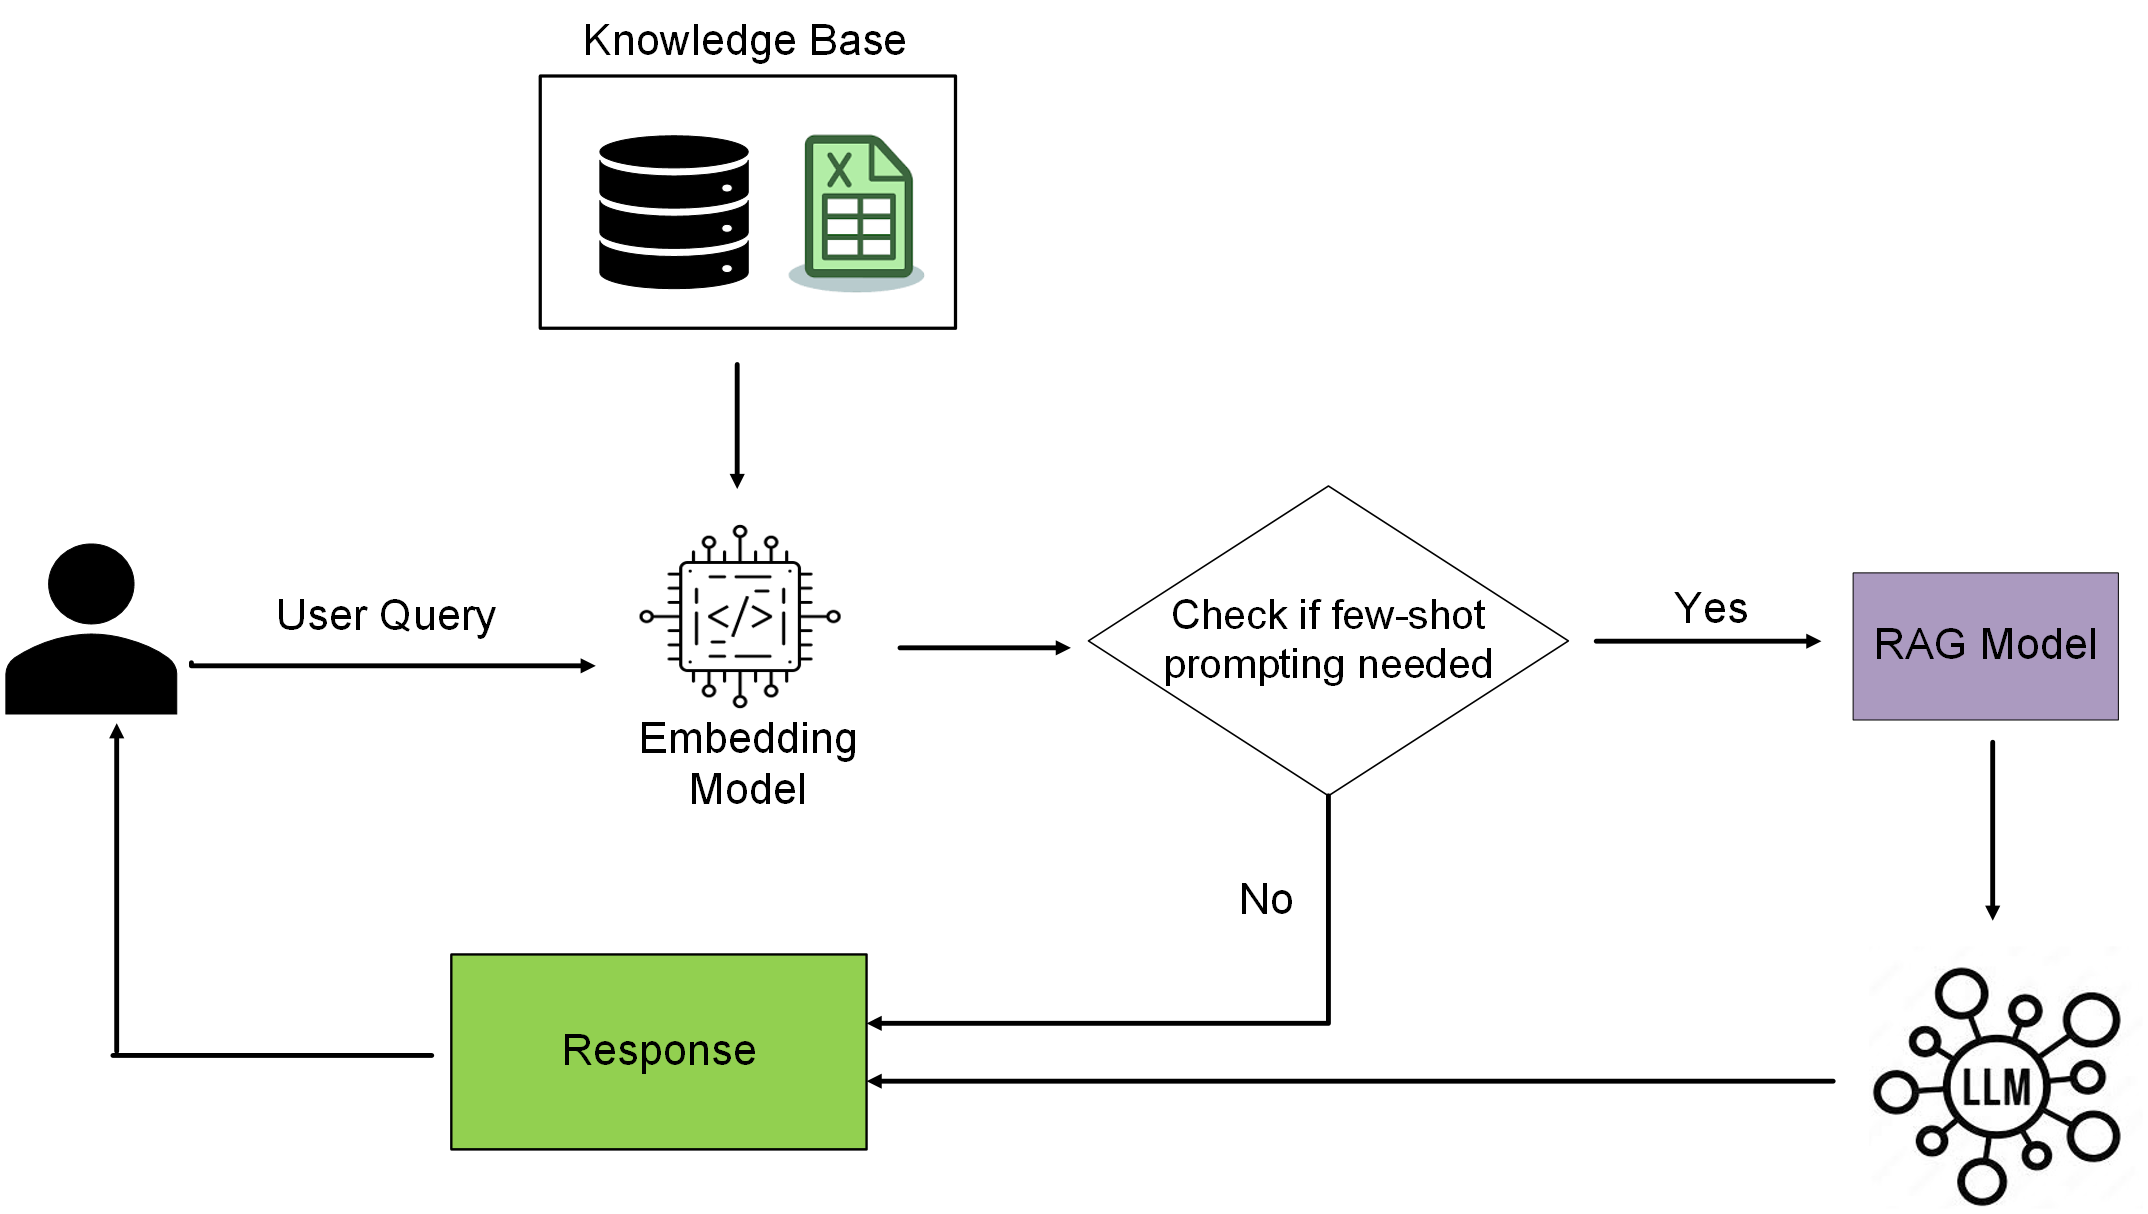 Knowledge Base
X
User Query
</>
Embedding
Model
Check if few-shot
prompting needed
Yes
RAG Model
No
Response
LLM